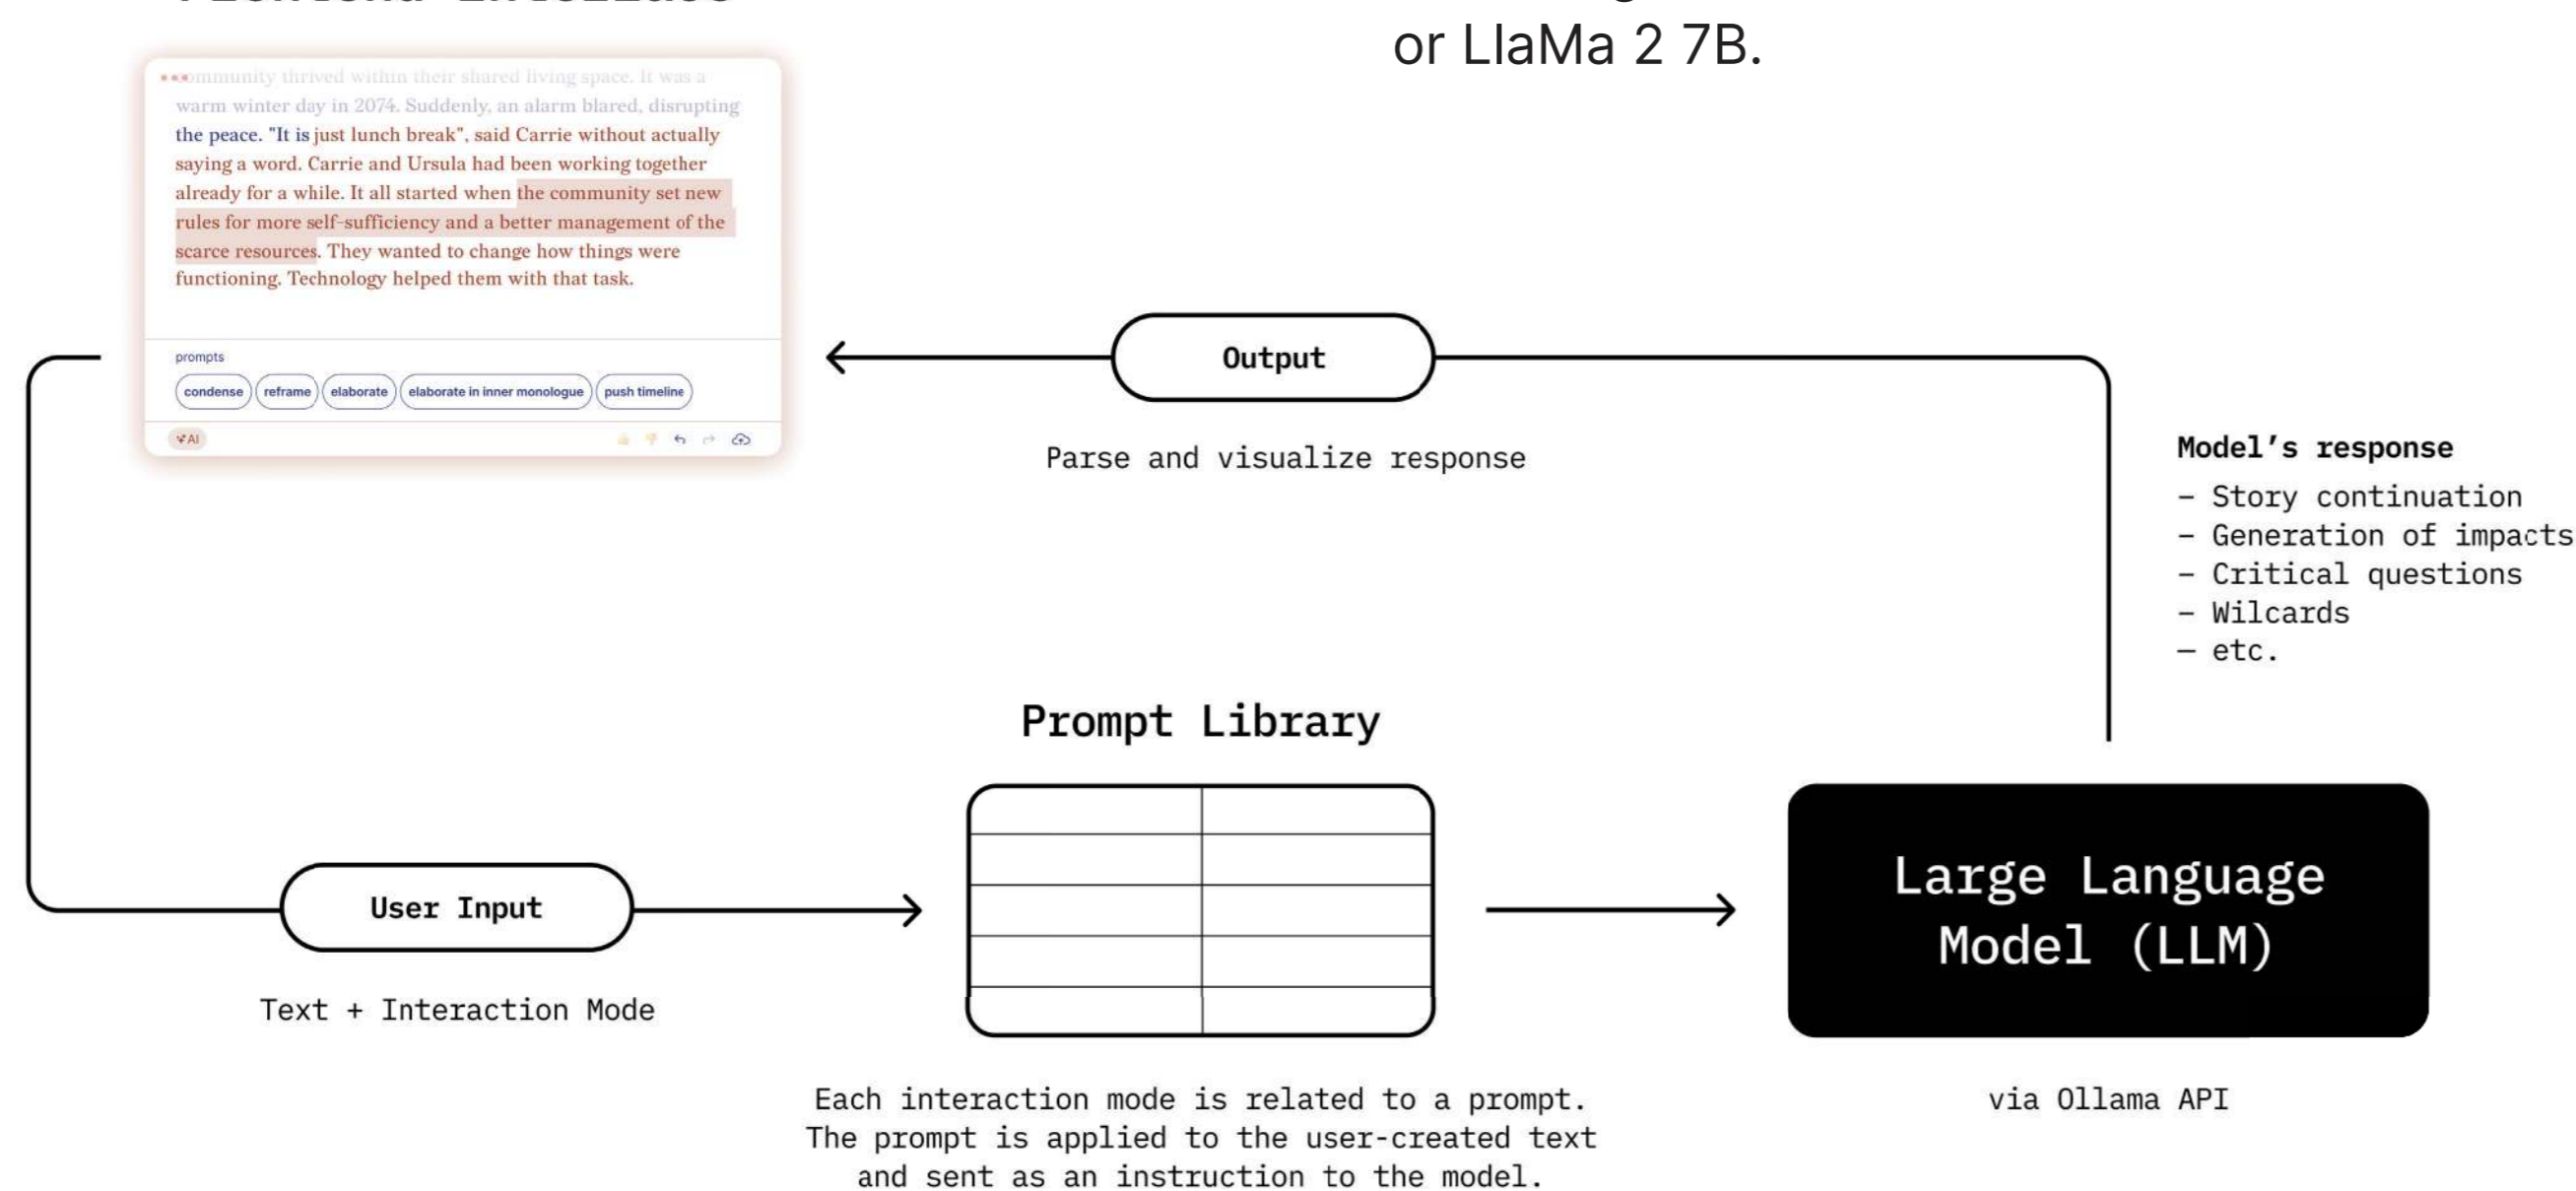 or LlaMa 2 7B.
ommunity thrived within their shared living space. It was a
warm winter day in 2074. Suddenly, an alarm blared, disrupting
the peace. "It is just lunch break", said Carrie without actually
saying a word. Carrie and Ursula had been working together
already for a while. It all started when the community set new
rules for more self-sufficiency and a better management of the
scarce resources. They wanted to change how things were
functioning. Technology helped them with that task.
prompts
condense reframe elaborate elaborate in inner monologue push timeline
AI
Output
Parse and visualize response
Model's response
– Story continuation
– Generation of impacts
– Critical questions
– Wilcards
– etc.
Prompt Library
User Input
Text + Interaction Mode
Large Language
Model (LLM)
Each interaction mode is related to a prompt.
The prompt is applied to the user-created text
and sent as an instruction to the model.
via Ollama API